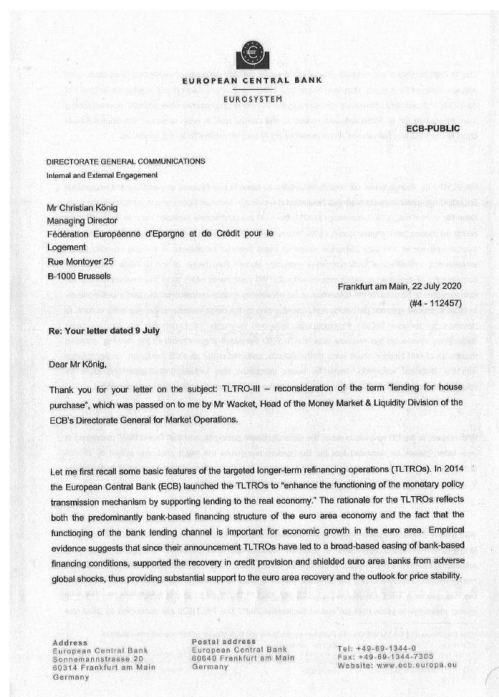 EUROPEAN CENTRAL BANK
EUROSYSTEM
ECB-PUBLIC
DIRECTORATE GENERAL COMMUNICATIONS
Internal and External Engagement
Mr Christian König
Managing Director
Fédération Européenne d'Epargne et de Crédit pour le
Logement
Rue Montoyer 25
B-1000 Brussels
Frankfurt am Main, 22 July 2020
(#4 - 112457)
Re: Your letter dated 9 July
Dear Mr König,
Thank you for your letter on the subject: TLTRO-III – reconsideration of the term "lending for house
purchase", which was passed on to me by Mr Wacket, Head of the Money Market & Liquidity Division of the
ECB's Directorate General for Market Operations.
Let me first recall some basic features of the targeted longer-term refinancing operations (TLTROs). In 2014
the European Central Bank (ECB) launched the TLTROs to "enhance the functioning of the monetary policy
transmission mechanism by supporting lending to the real economy." The rationale for the TLTROs reflects
both the predominantly bank-based financing structure of the euro area economy and the fact that the
functioning of the bank lending channel is important for economic growth in the euro area. Empirical
evidence suggests that since their announcement TLTROs have led to a broad-based easing of bank-based
financing conditions, supported the recovery in credit provision and shielded euro area banks from adverse
global shocks, thus providing substantial support to the euro area recovery and the outlook for price stability.
Address
European Central Bank
Sonnemannstrasse 20
60314 Frankfurt am Main
Germany
Postal address
European Central Bank
60640 Frankfurt am Main
Germany
Tel: +49-69-1344-0
Fax: +49-69-1344-7305
Website: www.ecb.europa.eu